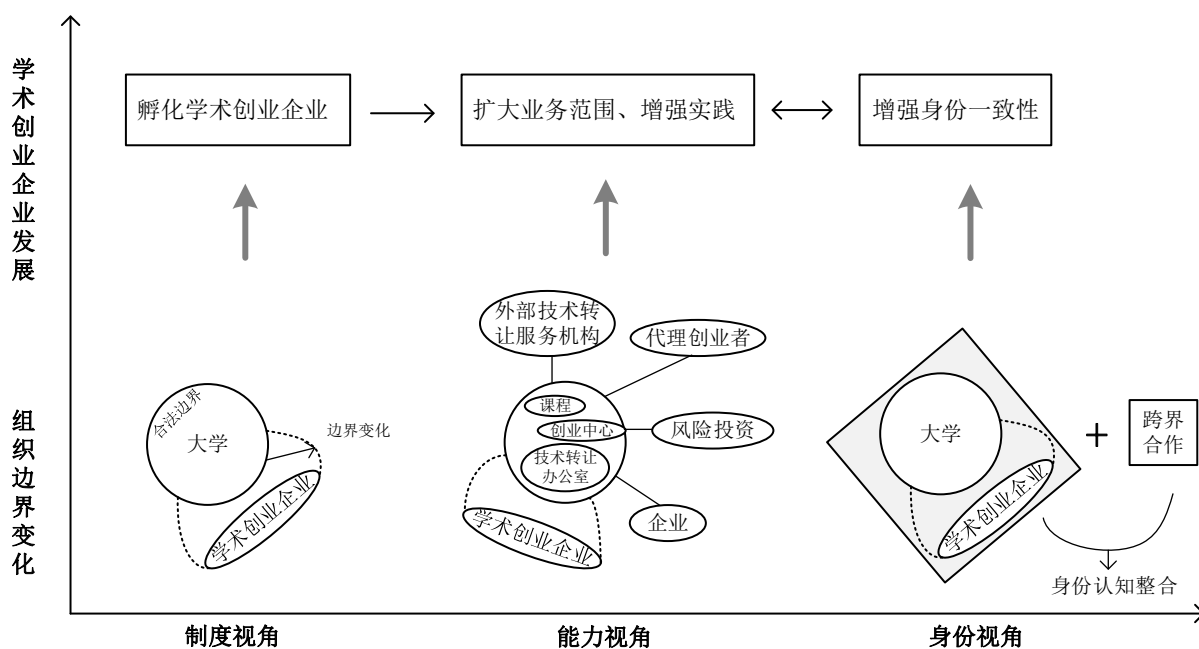 学术创业企业发展
孵化学术创业企业
扩大业务范围、增强实践
增强身份一致性
组织边界变化
合法边界
大学
边界变化
学术创业企业
外部技术转
让服务机构
代理创业者
课程
创业中心
风险投资
技术转让
办公室
企业
学术创业企业
大学
学术创业企业
+
跨界
合作
身份认知整合
制度视角
能力视角
身份视角